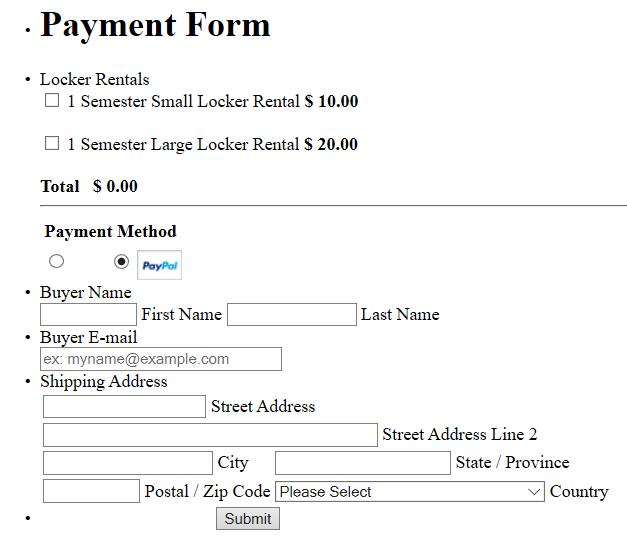 Payment Form
Locker Rentals
1 Semester Small Locker Rental $ 10.00
1 Semester Large Locker Rental $ 20.00
Total $ 0.00
Payment Method
PayPal
Buyer Name
First Name Last Name
Buyer E-mail
ex: myname@example.com
Shipping Address
Street Address
Street Address Line 2
City State / Province
Postal / Zip Code Please Select Country
Submit